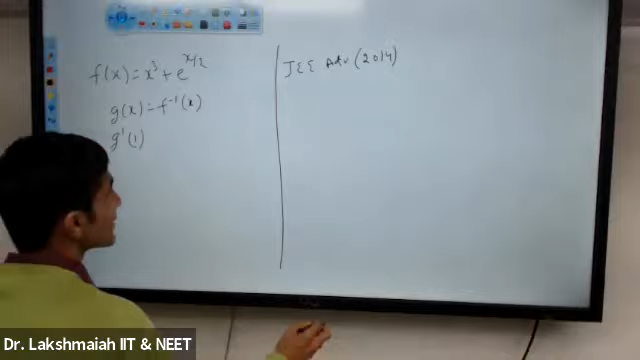 f(x) = x³ + e^(x/2)
g(x) = f⁻¹(x)
g'(1)
JEE Adv (2014)
Dr. Lakshmaiah IIT & NEET